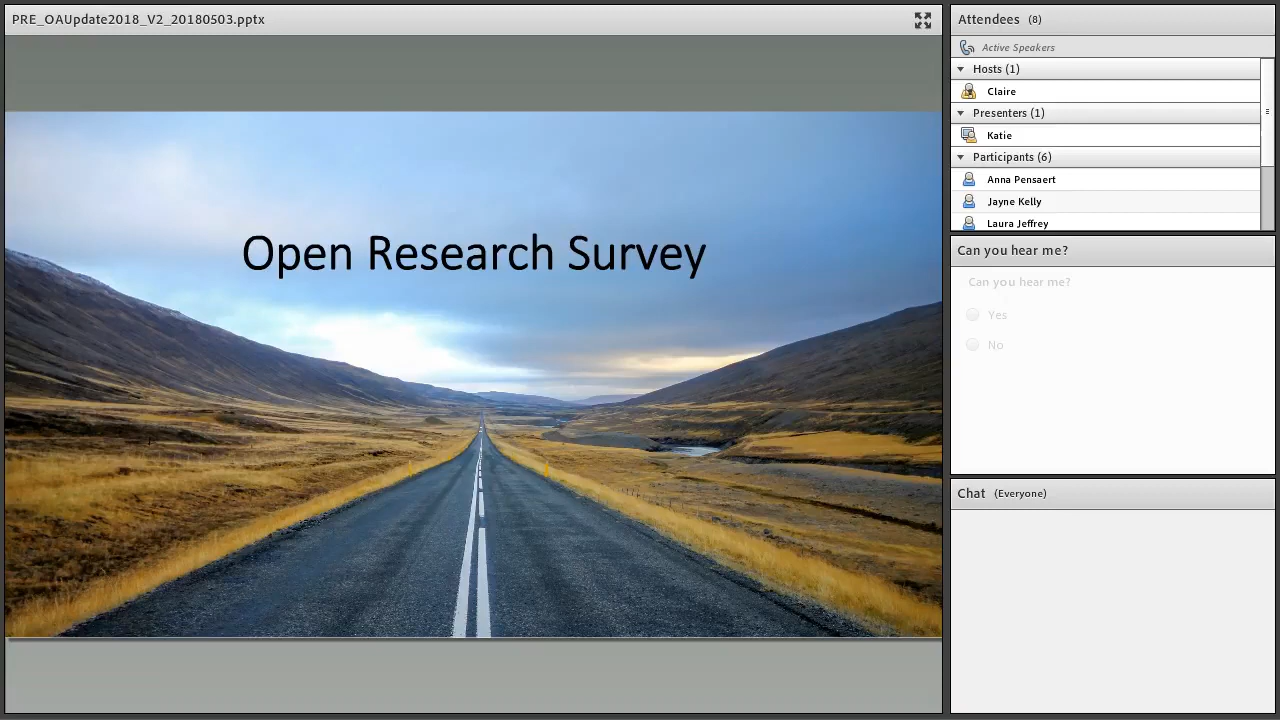 PRE_OAUpdate2018_V2_20180503.pptx
Open Research Survey
Attendees (8)
Active Speakers
Hosts (1)
Claire
Presenters (1)
Katie
Participants (6)
Anna Pensaert
Jayne Kelly
Laura Jeffrey
Can you hear me?
Can you hear me?
Yes
No
Chat (Everyone)